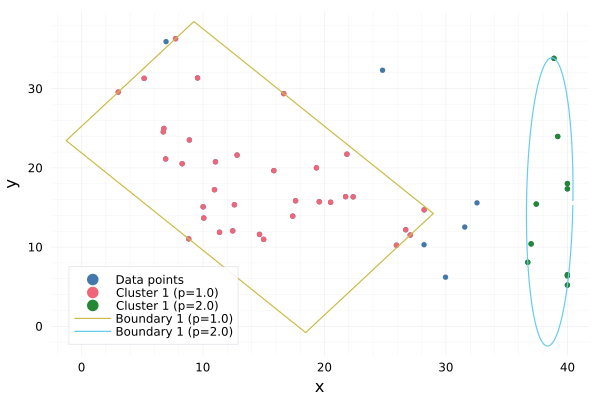 30
20
10
0
y
Data points
Cluster 1 (p=1.0)
Cluster 1 (p=2.0)
Boundary 1 (p=1.0)
Boundary 1 (p=2.0)
0 10 20 30 40
x